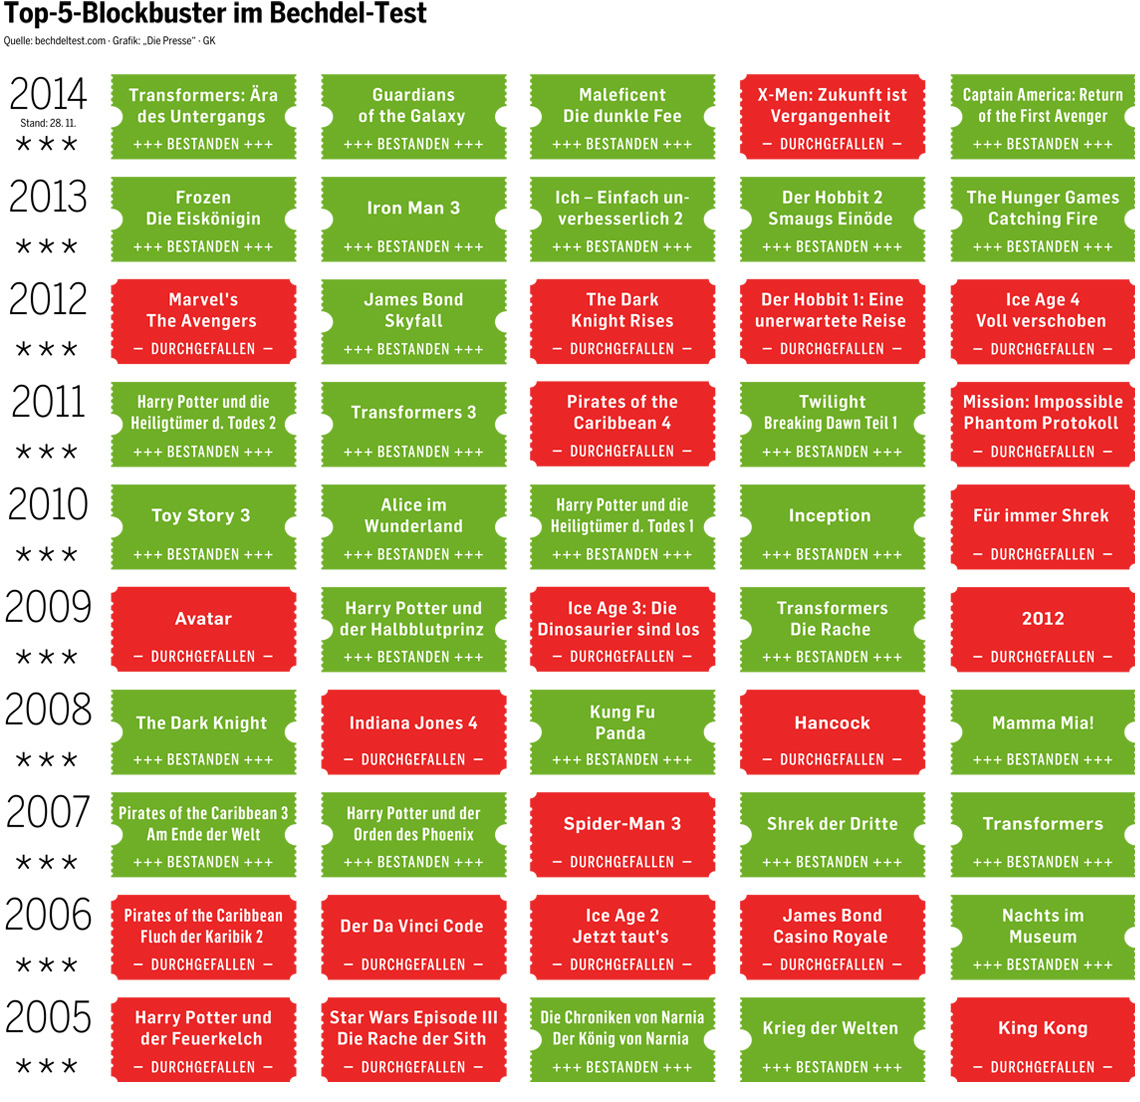 Top-5-Blockbuster im Bechdel-Test
Quelle: bechdeltest.com · Grafik: „Die Presse“ · GK
2014
Stand: 28. 11.
***
Transformers: Ära
des Untergangs
+++ BESTANDEN +++
Guardians
of the Galaxy
+++ BESTANDEN +++
Maleficent
Die dunkle Fee
+++ BESTANDEN +++
X-Men: Zukunft ist
Vergangenheit
– DURCHGEFALLEN –
Captain America: Return
of the First Avenger
+++ BESTANDEN +++
2013
***
Frozen
Die Eiskönigin
+++ BESTANDEN +++
Iron Man 3
+++ BESTANDEN +++
Ich – Einfach un-
verbesserlich 2
+++ BESTANDEN +++
Der Hobbit 2
Smaugs Einöde
+++ BESTANDEN +++
The Hunger Games
Catching Fire
+++ BESTANDEN +++
2012
***
Marvel's
The Avengers
– DURCHGEFALLEN –
James Bond
Skyfall
+++ BESTANDEN +++
The Dark
Knight Rises
– DURCHGEFALLEN –
Der Hobbit 1: Eine
unerwartete Reise
– DURCHGEFALLEN –
Ice Age 4
Voll verschoben
– DURCHGEFALLEN –
2011
***
Harry Potter und die
Heiligtümer d. Todes 2
+++ BESTANDEN +++
Transformers 3
+++ BESTANDEN +++
Pirates of the
Caribbean 4
– DURCHGEFALLEN –
Twilight
Breaking Dawn Teil 1
+++ BESTANDEN +++
Mission: Impossible
Phantom Protokoll
– DURCHGEFALLEN –
2010
***
Toy Story 3
+++ BESTANDEN +++
Alice im
Wunderland
+++ BESTANDEN +++
Harry Potter und die
Heiligtümer d. Todes 1
+++ BESTANDEN +++
Inception
+++ BESTANDEN +++
Für immer Shrek
– DURCHGEFALLEN –
2009
***
Avatar
– DURCHGEFALLEN –
Harry Potter und
der Halbblutprinz
+++ BESTANDEN +++
Ice Age 3: Die
Dinosaurier sind los
– DURCHGEFALLEN –
Transformers
Die Rache
+++ BESTANDEN +++
2012
– DURCHGEFALLEN –
2008
***
The Dark Knight
+++ BESTANDEN +++
Indiana Jones 4
– DURCHGEFALLEN –
Kung Fu
Panda
+++ BESTANDEN +++
Hancock
– DURCHGEFALLEN –
Mamma Mia!
+++ BESTANDEN +++
2007
***
Pirates of the Caribbean 3
Am Ende der Welt
+++ BESTANDEN +++
Harry Potter und der
Orden des Phoenix
+++ BESTANDEN +++
Spider-Man 3
– DURCHGEFALLEN –
Shrek der Dritte
+++ BESTANDEN +++
Transformers
+++ BESTANDEN +++
2006
***
Pirates of the Caribbean
Fluch der Karibik 2
– DURCHGEFALLEN –
Der Da Vinci Code
– DURCHGEFALLEN –
Ice Age 2
Jetzt taut's
– DURCHGEFALLEN –
James Bond
Casino Royale
– DURCHGEFALLEN –
Nachts im
Museum
+++ BESTANDEN +++
2005
***
Harry Potter und
der Feuerkelch
– DURCHGEFALLEN –
Star Wars Episode III
Die Rache der Sith
– DURCHGEFALLEN –
Die Chroniken von Narnia
Der König von Narnia
+++ BESTANDEN +++
Krieg der Welten
+++ BESTANDEN +++
King Kong
– DURCHGEFALLEN –